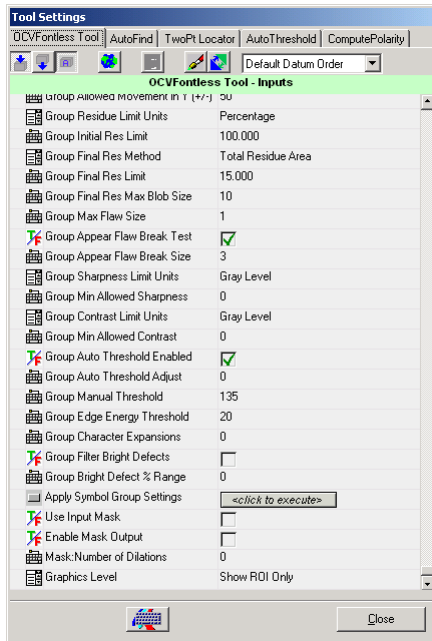 Tool Settings
OCVFontless Tool AutoFind TwoPt Locator AutoThreshold ComputePolarity
Default Datum Order
OCVFontless Tool - Inputs
Group Allowed Movement in Y (+/-) 50
Group Residue Limit Units Percentage
Group Initial Res Limit 100.000
Group Final Res Method Total Residue Area
Group Final Res Limit 15.000
Group Final Res Max Blob Size 10
Group Max Flaw Size 1
Group Appear Flaw Break Test
Group Appear Flaw Break Size 3
Group Sharpness Limit Units Gray Level
Group Min Allowed Sharpness 0
Group Contrast Limit Units Gray Level
Group Min Allowed Contrast 0
Group Auto Threshold Enabled
Group Auto Threshold Adjust 0
Group Manual Threshold 135
Group Edge Energy Threshold 20
Group Character Expansions 0
Group Filter Bright Defects
Group Bright Defect % Range 0
Apply Symbol Group Settings <click to execute>
Use Input Mask
Enable Mask Output
Mask:Number of Dilations 0
Graphics Level Show ROI Only
Close